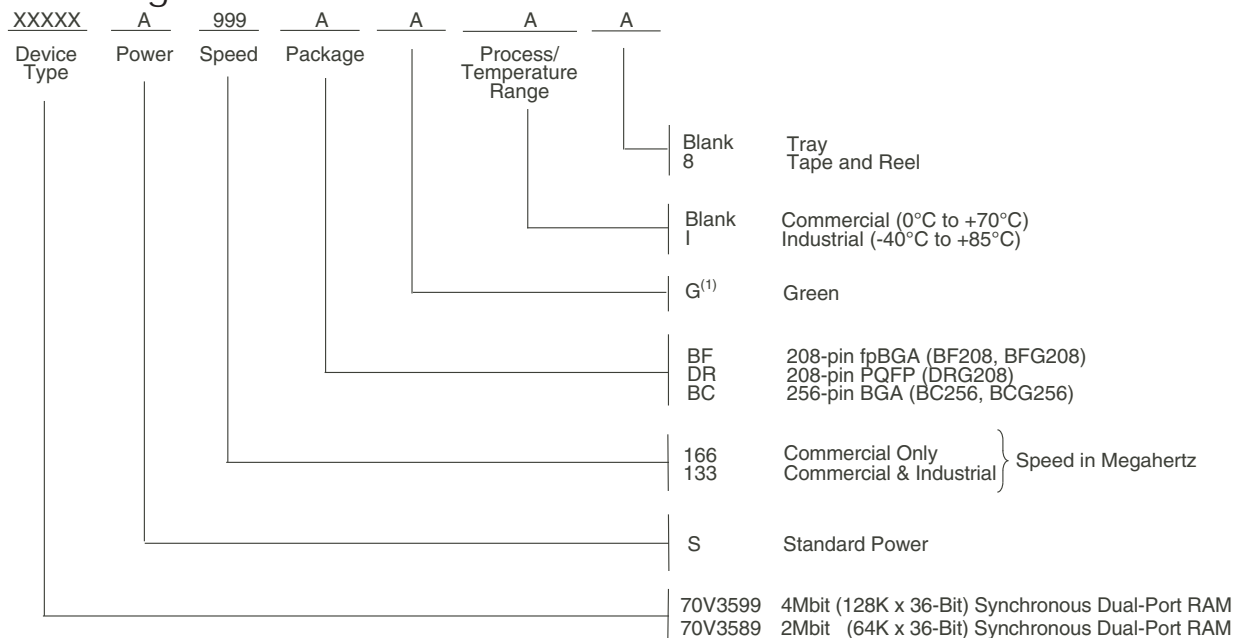 XXXXX A 999 A A A A
Device Type Power Speed Package Process/ Temperature Range
Blank Tray
8 Tape and Reel
Blank Commercial (0°C to +70°C)
I Industrial (-40°C to +85°C)
G(1) Green
BF 208-pin fpBGA (BF208, BFG208)
DR 208-pin PQFP (DRG208)
BC 256-pin BGA (BC256, BCG256)
166 Commercial Only
133 Commercial & Industrial
Speed in Megahertz
S Standard Power
70V3599 4Mbit (128K x 36-Bit) Synchronous Dual-Port RAM
70V3589 2Mbit (64K x 36-Bit) Synchronous Dual-Port RAM